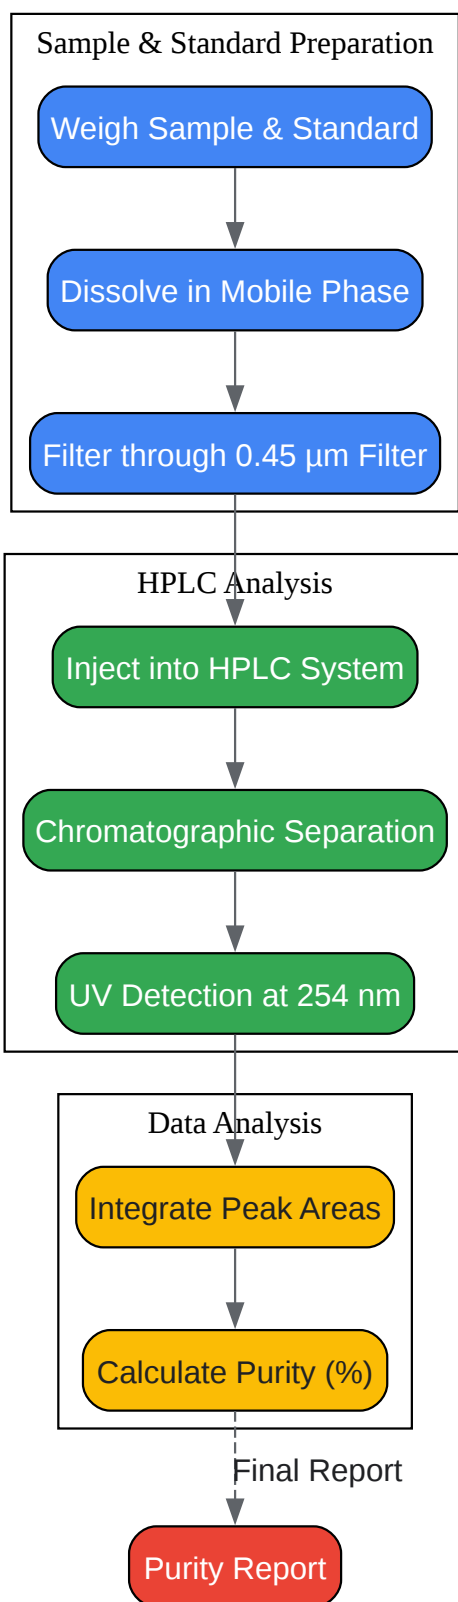 Sample & Standard Preparation
Weigh Sample & Standard
Dissolve in Mobile Phase
Filter through 0.45 µm Filter
HPLC Analysis
Inject into HPLC System
Chromatographic Separation
UV Detection at 254 nm
Data Analysis
Integrate Peak Areas
Calculate Purity (%)
Final Report
Purity Report